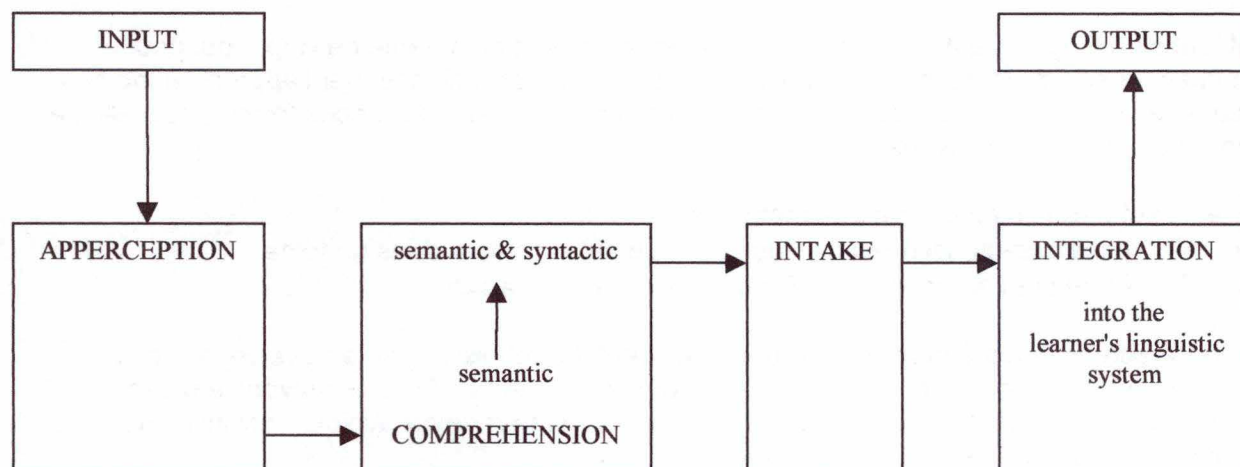 INPUT
OUTPUT
APPERCEPTION
semantic & syntactic
semantic
COMPREHENSION
INTAKE
INTEGRATION
into the
learner's linguistic
system